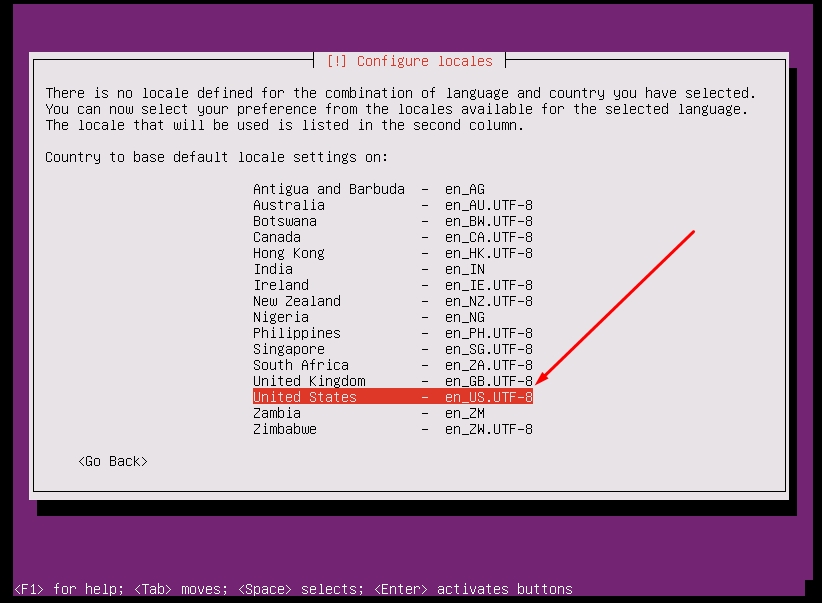 [!] Configure locales
There is no locale defined for the combination of language and country you have selected.
You can now select your preference from the locales available for the selected language.
The locale that will be used is listed in the second column.
Country to base default locale settings on:
Antigua and Barbuda - en_AG
Australia - en_AU.UTF-8
Botswana - en_BW.UTF-8
Canada - en_CA.UTF-8
Hong Kong - en_HK.UTF-8
India - en_IN
Ireland - en_IE.UTF-8
New Zealand - en_NZ.UTF-8
Nigeria - en_NG
Philippines - en_PH.UTF-8
Singapore - en_SG.UTF-8
South Africa - en_ZA.UTF-8
United Kingdom - en_GB.UTF-8
United States - en_US.UTF-8
Zambia - en_ZM
Zimbabwe - en_ZW.UTF-8
<Go Back>
<F1> for help; <Tab> moves; <Space> selects; <Enter> activates buttons